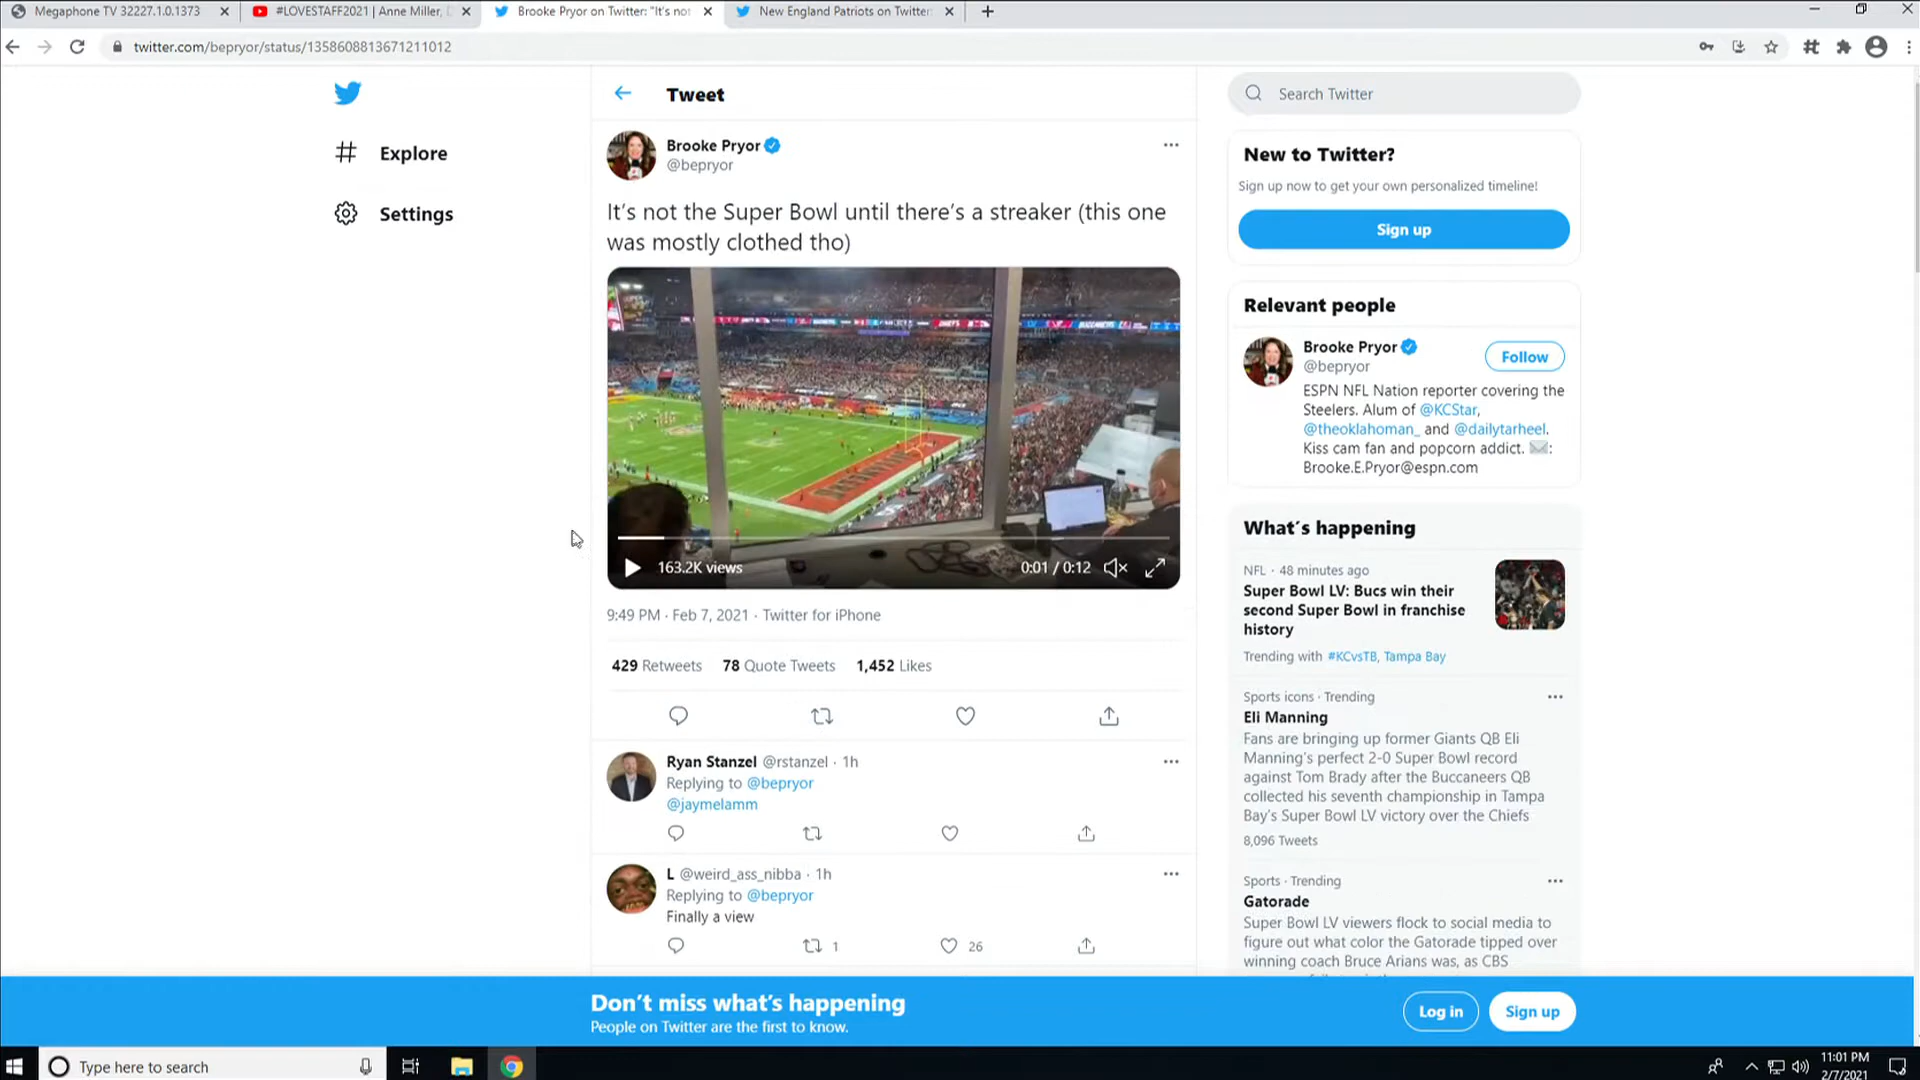 Megaphone TV 32227.1.0.1373
#LOVESTAFF2021 | Anne Miller, D
Brooke Pryor on Twitter: "It's not
New England Patriots on Twitter
twitter.com/bepryor/status/1358608813671211012
Explore
Settings
Tweet
Brooke Pryor
@bepryor
It's not the Super Bowl until there's a streaker (this one
was mostly clothed tho)
163.2K views
0:01 / 0:12
9:49 PM · Feb 7, 2021 · Twitter for iPhone
429 Retweets 78 Quote Tweets 1,452 Likes
Ryan Stanzel @rstanzel · 1h
Replying to @bepryor
@jaymelamm
L @weird_ass_nibba · 1h
Replying to @bepryor
Finally a view
1
26
Search Twitter
New to Twitter?
Sign up now to get your own personalized timeline!
Sign up
Relevant people
Brooke Pryor
@bepryor
Follow
ESPN NFL Nation reporter covering the
Steelers. Alum of @KCStar,
@theoklahoman_ and @dailytarheel.
Kiss cam fan and popcorn addict. ✉️:
Brooke.E.Pryor@espn.com
What's happening
NFL · 48 minutes ago
Super Bowl LV: Bucs win their
second Super Bowl in franchise
history
Trending with #KCvsTB, Tampa Bay
Sports icons · Trending
Eli Manning
Fans are bringing up former Giants QB Eli
Manning's perfect 2-0 Super Bowl record
against Tom Brady after the Buccaneers QB
collected his seventh championship in Tampa
Bay's Super Bowl LV victory over the Chiefs
8,096 Tweets
Sports · Trending
Gatorade
Super Bowl LV viewers flock to social media to
figure out what color the Gatorade tipped over
winning coach Bruce Arians was, as CBS
Don't miss what's happening
People on Twitter are the first to know.
Log in
Sign up
Type here to search
11:01 PM
2/7/2021